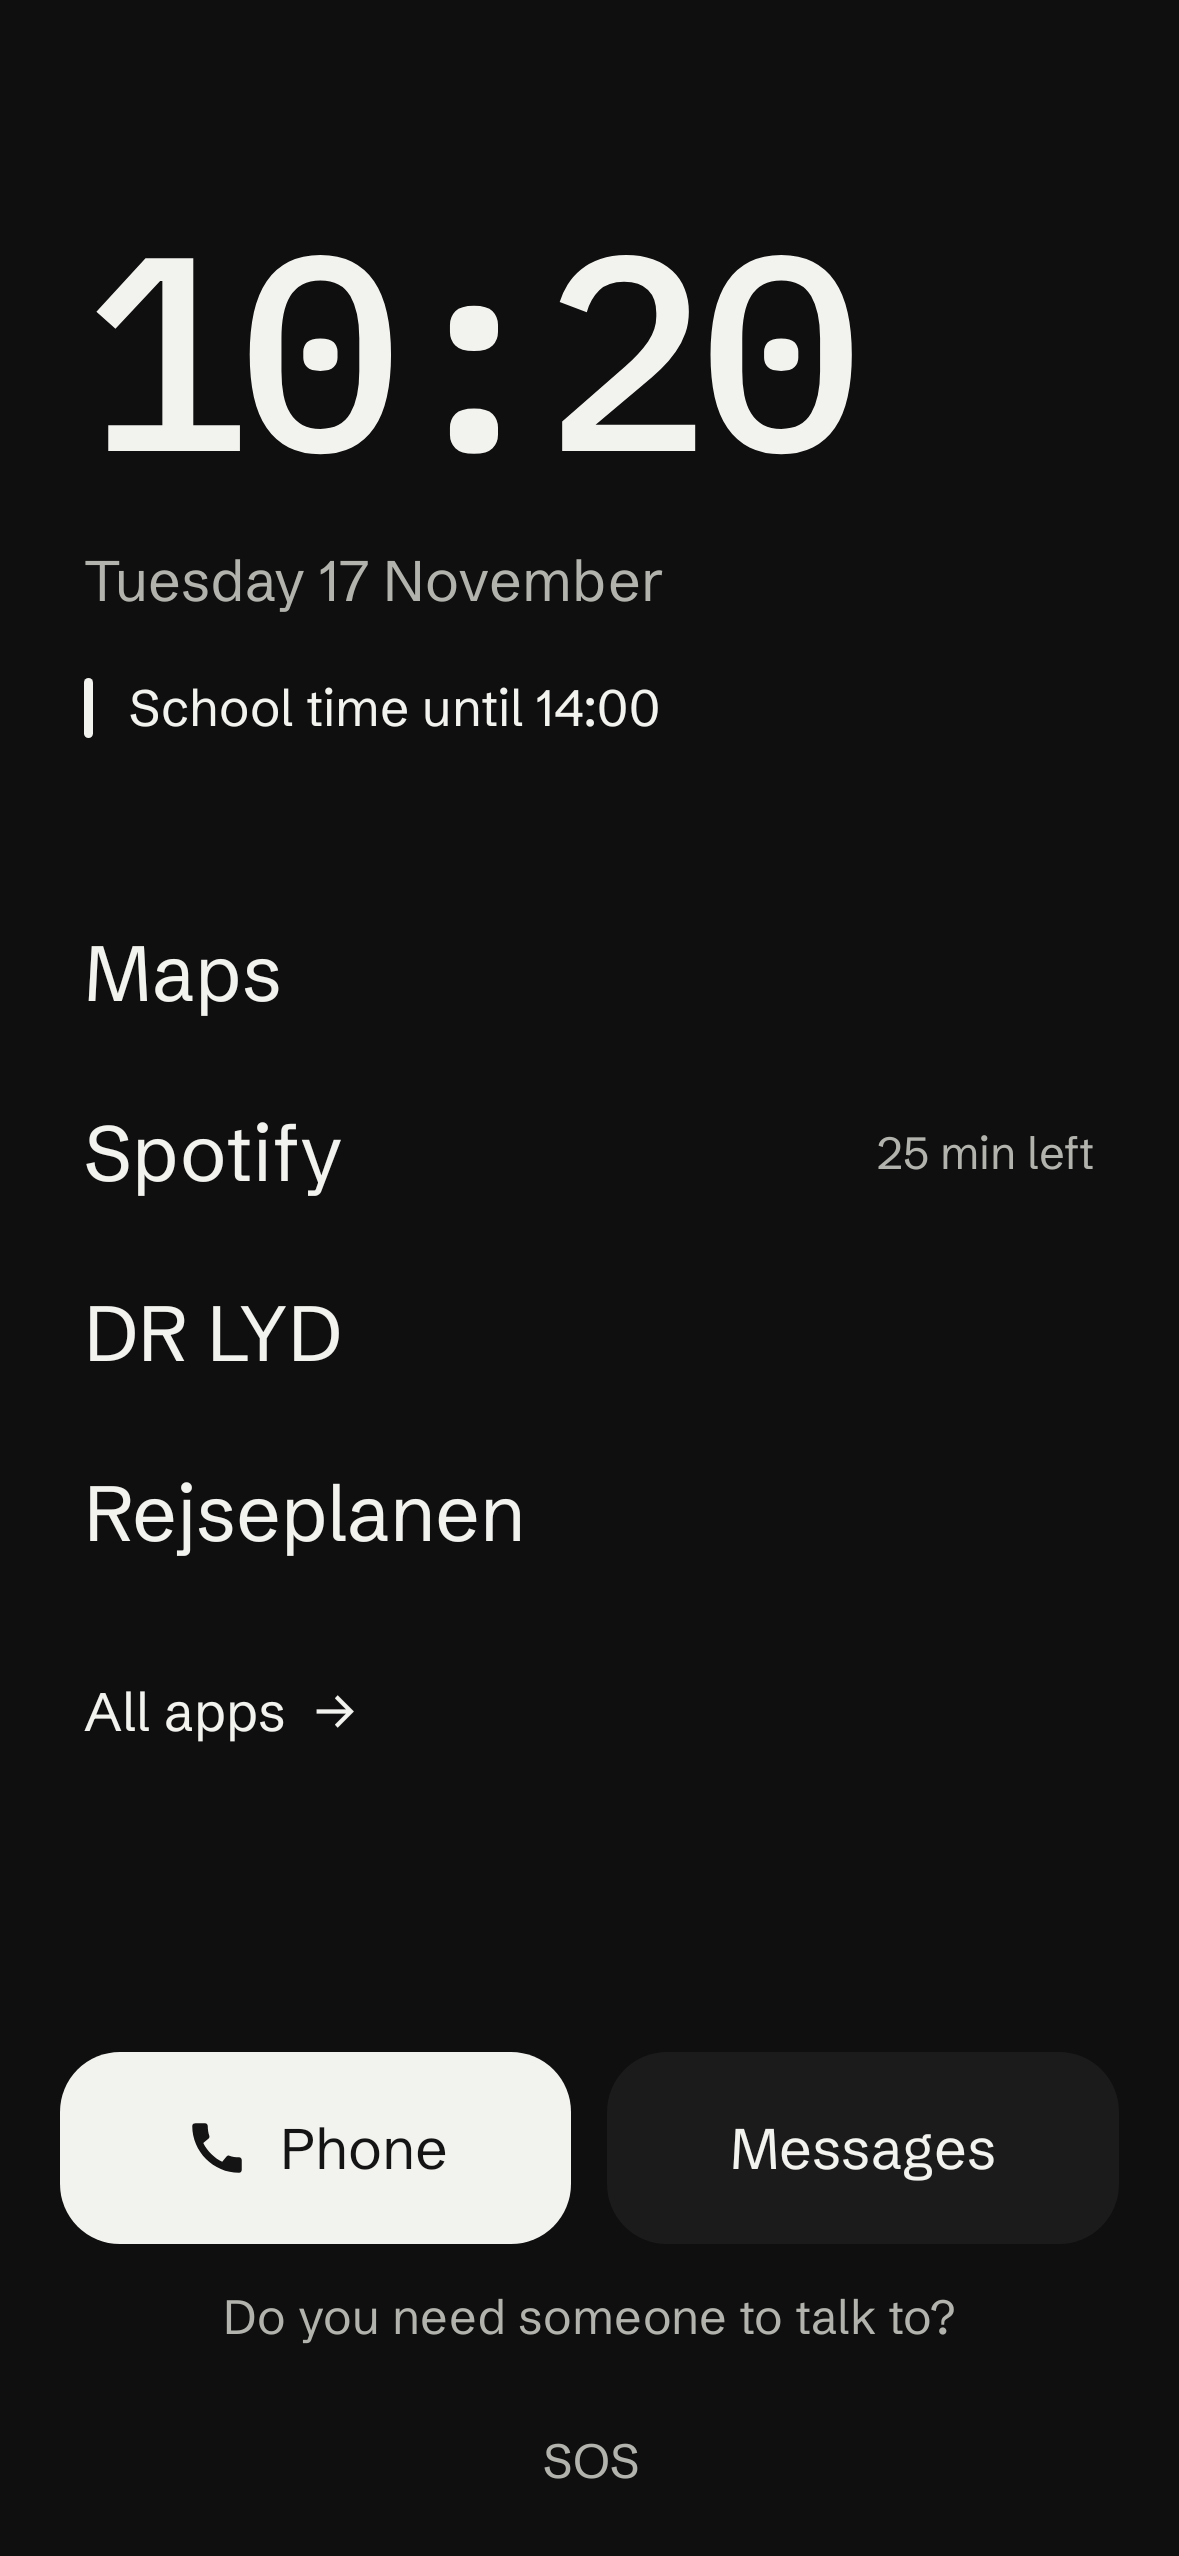 10:20
Tuesday 17 November
School time until 14:00
Maps
Spotify 25 min left
DR LYD
Rejseplanen
All apps →
Phone Messages
Do you need someone to talk to?
SOS